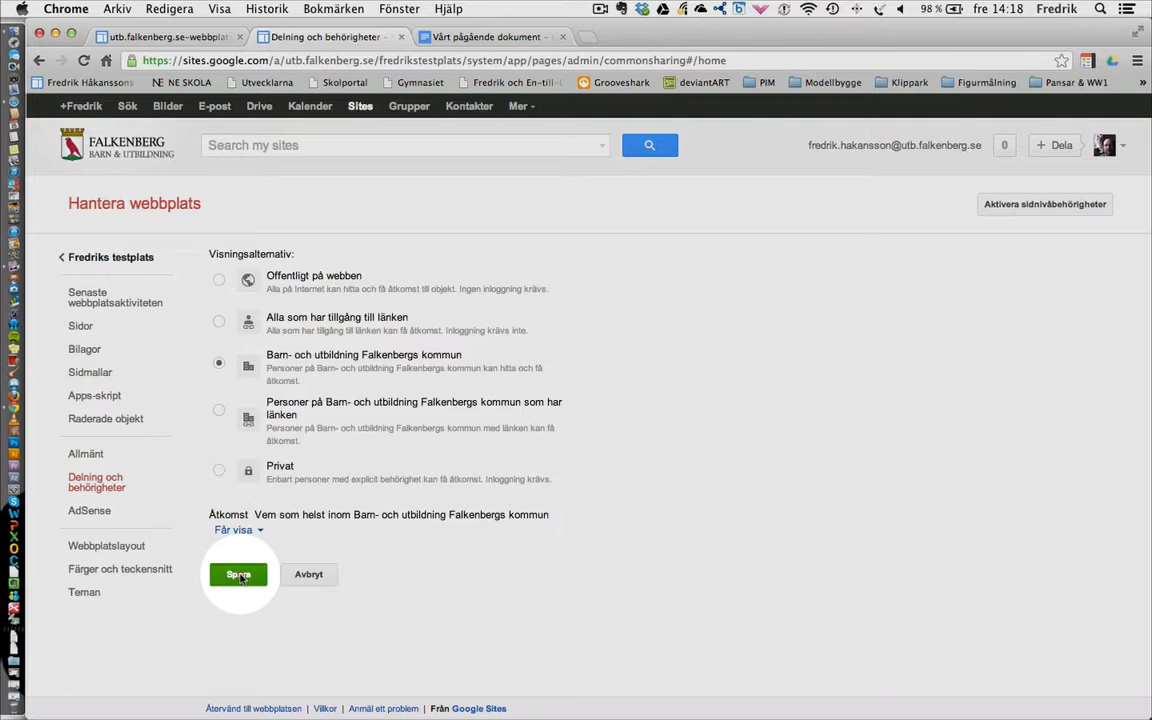 Chrome Arkiv Redigera Visa Historik Bokmärken Fönster Hjälp 98 % fre 14:18 Fredrik
utb.falkenberg.se-webbplats Delning och behörigheter - Vårt pågående dokument -
https://sites.google.com/a/utb.falkenberg.se/fredrikstestplats/system/app/pages/admin/commonsharing#/home
Fredrik Håkanssons NE SKOLA Utvecklarna Skolportal Gymnasiet Fredrik och En-till- Grooveshark deviantART PIM Modellbygge Klippark Figurmålning Pansar & WW1 »
+Fredrik Sök Bilder E-post Drive Kalender Sites Grupper Kontakter Mer
FALKENBERG
BARN & UTBILDNING
Search my sites
fredrik.hakansson@utb.falkenberg.se 0 + Dela
Hantera webbplats
Aktivera sidnivåbehörigheter
Fredriks testplats
Senaste
webbplatsaktiviteten
Sidor
Bilagor
Sidmallar
Apps-skript
Raderade objekt
Allmänt
Delning och
behörigheter
AdSense
Webbplatslayout
Färger och teckensnitt
Teman
Visningsalternativ:
Offentligt på webben
Alla på Internet kan hitta och få åtkomst till objekt. Ingen inloggning krävs.
Alla som har tillgång till länken
Alla som har tillgång till länken kan få åtkomst. Inloggning krävs inte.
Barn- och utbildning Falkenbergs kommun
Personer på Barn- och utbildning Falkenbergs kommun kan hitta och få
åtkomst.
Personer på Barn- och utbildning Falkenbergs kommun som har
länken
Personer på Barn- och utbildning Falkenbergs kommun med länken kan få
åtkomst.
Privat
Enbart personer med explicit behörighet kan få åtkomst. Inloggning krävs.
Åtkomst Vem som helst inom Barn- och utbildning Falkenbergs kommun
Får visa
Spara Avbryt
Återvänd till webbplatsen Villkor Anmäl ett problem Från Google Sites